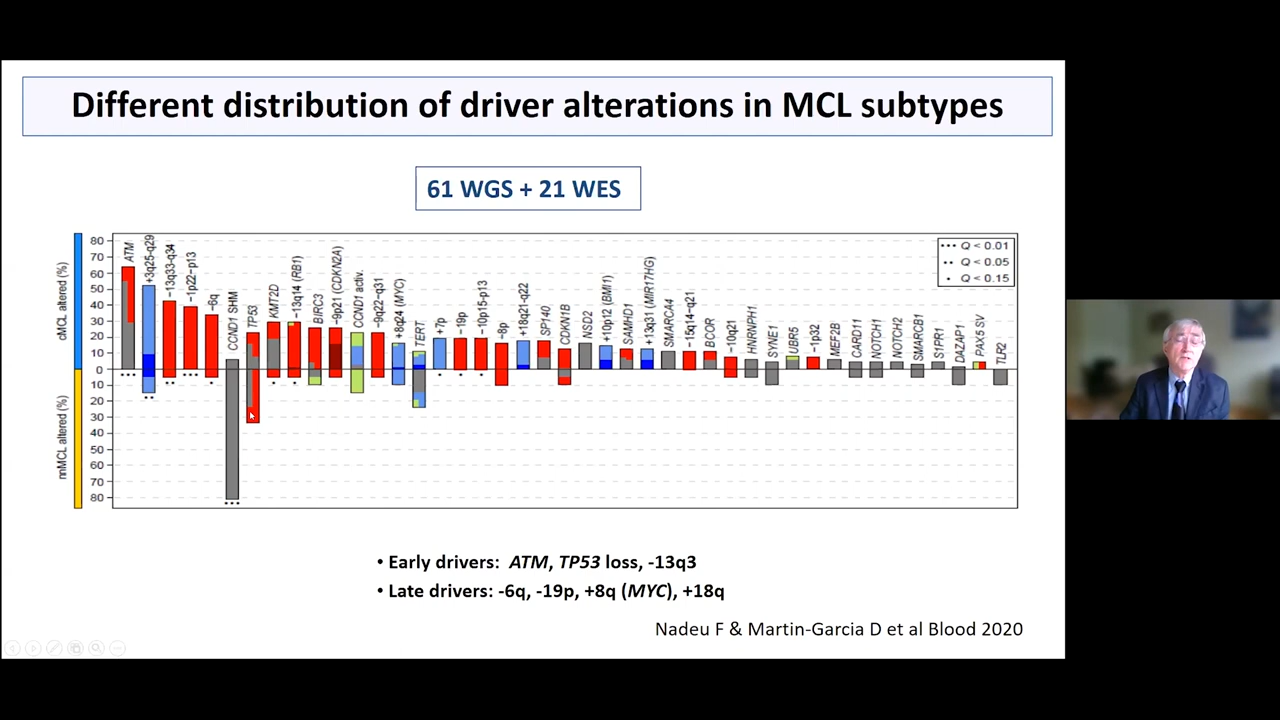 Different distribution of driver alterations in MCL subtypes
61 WGS + 21 WES
cMCL altered (%)
nnMCL altered (%)
80
70
60
50
40
30
20
10
0
10
20
30
40
50
60
70
80
ATM
+3q25-q29
−13q33-q34
−1p22−p13
−6q
CCND1 SHM
TP53
KMT2D
−13q14 (RB1)
BIRC3
−9p21 (CDKN2A)
CCND1 activ.
−9q22−q31
+8q24 (MYC)
TERT
+7p
−19p
−10p15-p13
−8p
+18q21-q22
SP140
CDKN1B
NSD2
+10p12 (BMI1)
SAMHD1
+13q31 (MIR17HG)
SMARCA4
−15q14−q21
BCOR
−10q21
HNRNPH1
SYNE1
UBR5
−1p32
MEF2B
CARD11
NOTCH1
NOTCH2
SMARCB1
S1PR1
DAZAP1
PAX5 SV
TLR2
••• Q < 0.01
•• Q < 0.05
• Q < 0.15
• Early drivers: ATM, TP53 loss, -13q3
• Late drivers: -6q, -19p, +8q (MYC), +18q
Nadeu F & Martin-Garcia D et al Blood 2020